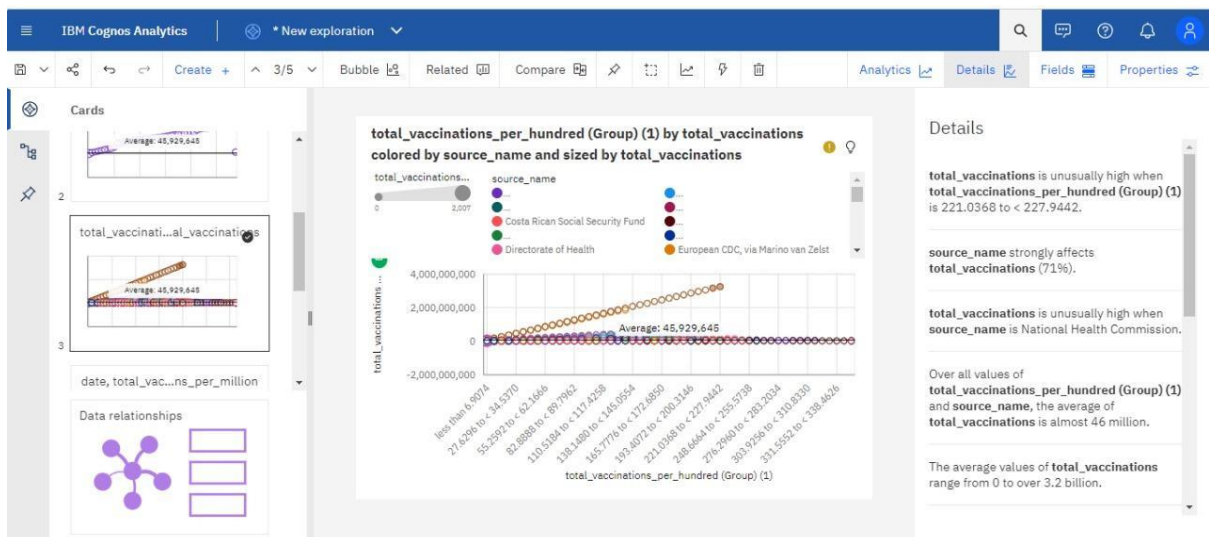 IBM Cognos Analytics
* New exploration
Create +
3/5
Bubble
Related
Compare
Analytics
Details
Fields
Properties
Cards
Average: 45,929,645
2
total_vaccinati...al_vaccinations
Average: 45,929,645
3
date, total_vac...ns_per_million
Data relationships
total_vaccinations_per_hundred (Group) (1) by total_vaccinations
colored by source_name and sized by total_vaccinations
total_vaccinations...
0 2,007
source_name
... ...
... ...
Costa Rican Social Security Fund ...
... ...
Directorate of Health European CDC, via Marino van Zelst
total_vaccinations ...
4,000,000,000
2,000,000,000
0
-2,000,000,000
Average: 45,929,645
less than 6.9074
27.6296 to < 34.5370
55.2592 to < 62.1666
82.8888 to < 89.7962
110.5184 to < 117.4258
138.1480 to < 145.0554
165.7776 to < 172.6850
193.4072 to < 200.3146
221.0368 to < 227.9442
248.6664 to < 255.5738
276.2960 to < 283.2034
303.9256 to < 310.8330
331.5552 to < 338.4626
total_vaccinations_per_hundred (Group) (1)
Details
total_vaccinations is unusually high when
total_vaccinations_per_hundred (Group) (1)
is 221.0368 to < 227.9442.
source_name strongly affects
total_vaccinations (71%).
total_vaccinations is unusually high when
source_name is National Health Commission.
Over all values of
total_vaccinations_per_hundred (Group) (1)
and source_name, the average of
total_vaccinations is almost 46 million.
The average values of total_vaccinations
range from 0 to over 3.2 billion.